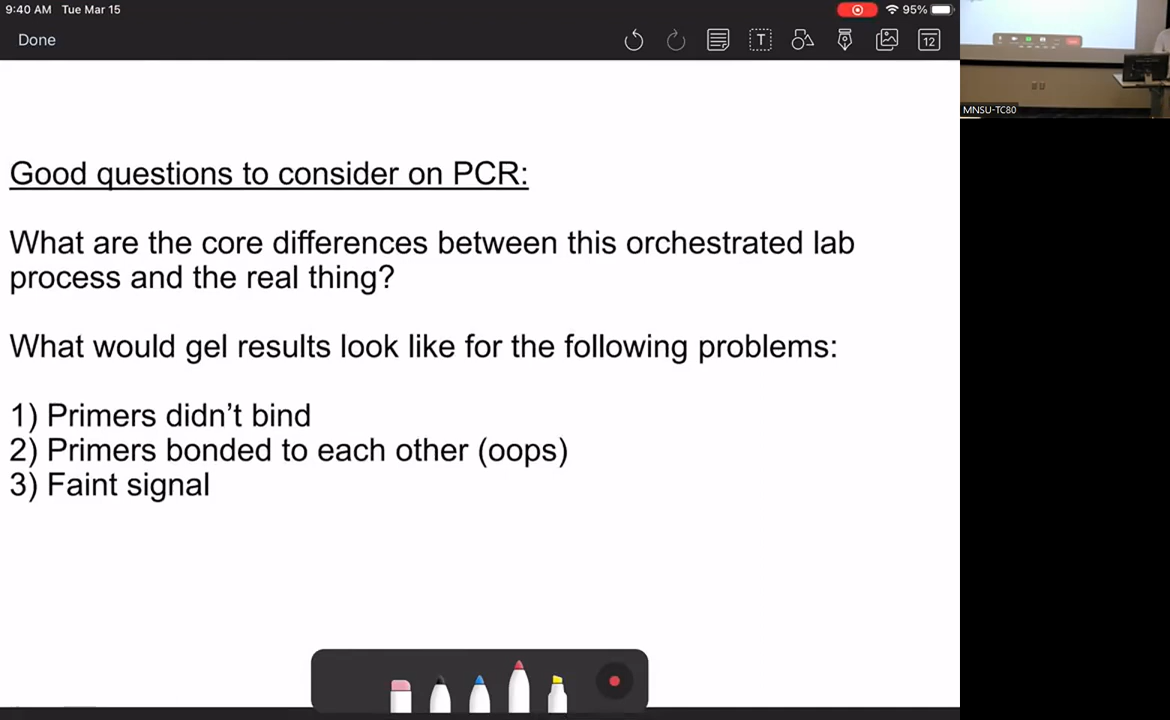 9:40 AM Tue Mar 15
95%
Done
T
12
MNSU-TC80
Good questions to consider on PCR:
What are the core differences between this orchestrated lab
process and the real thing?
What would gel results look like for the following problems:
1) Primers didn’t bind
2) Primers bonded to each other (oops)
3) Faint signal